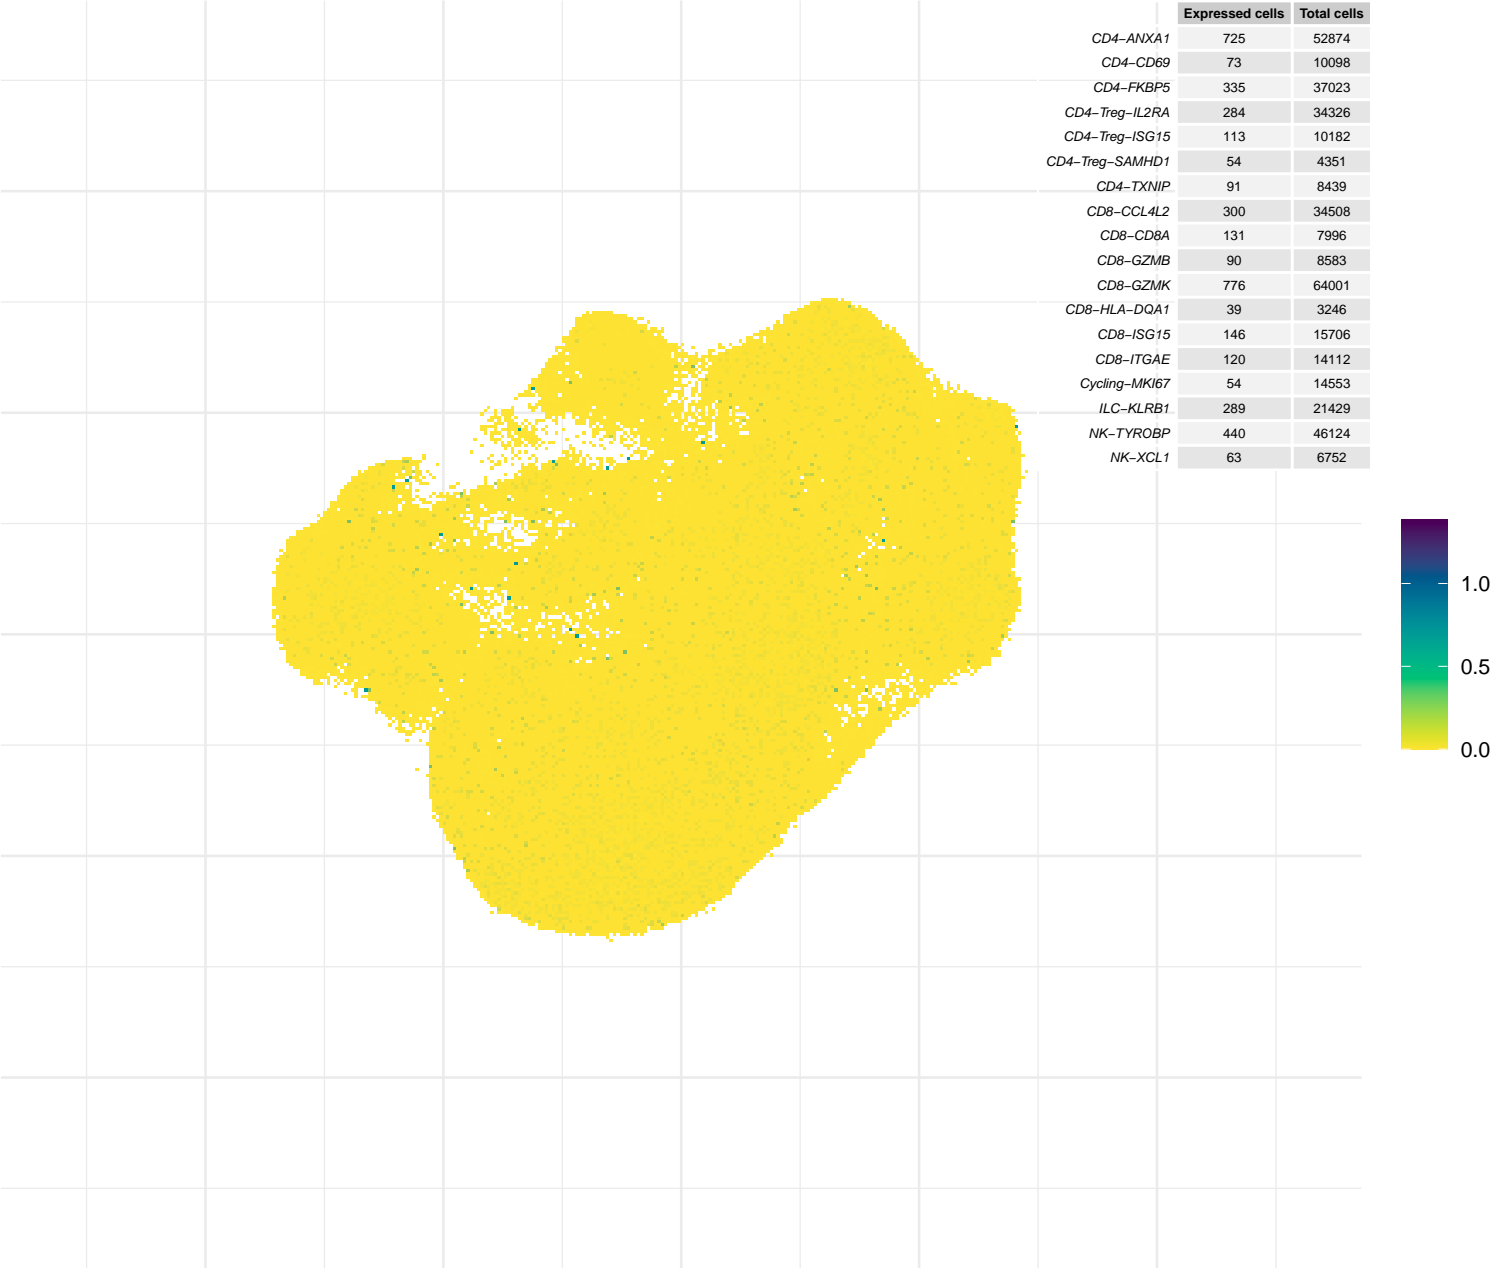 Expressed cells Total cells
CD4−ANXA1 725 52874
CD4−CD69 73 10098
CD4−FKBP5 335 37023
CD4−Treg−IL2RA 284 34326
CD4−Treg−ISG15 113 10182
CD4−Treg−SAMHD1 54 4351
CD4−TXNIP 91 8439
CD8−CCL4L2 300 34508
CD8−CD8A 131 7996
CD8−GZMB 90 8583
CD8−GZMK 776 64001
CD8−HLA−DQA1 39 3246
CD8−ISG15 146 15706
CD8−ITGAE 120 14112
Cycling−MKI67 54 14553
ILC−KLRB1 289 21429
NK−TYROBP 440 46124
NK−XCL1 63 6752
1.0
0.5
0.0